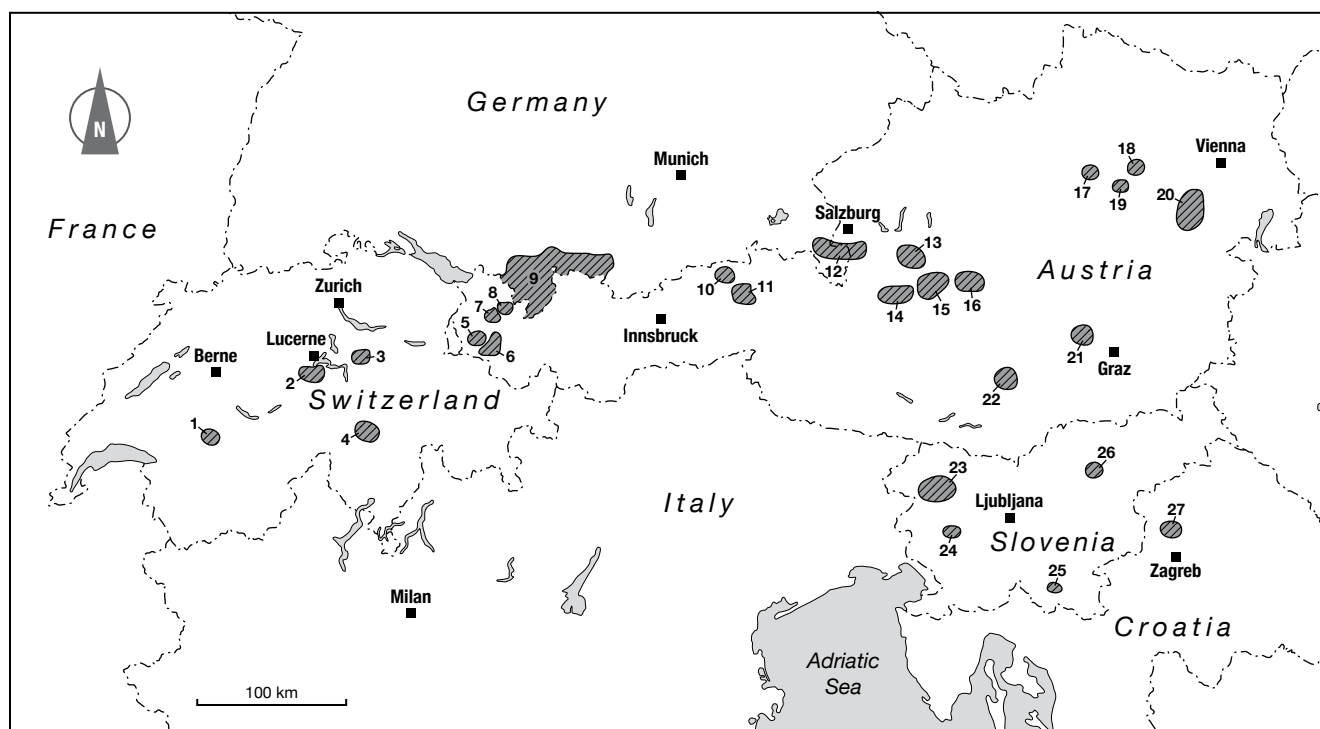 Germany
N
Munich
18
Vienna
17
19
20
France
Salzburg
13
12
Austria
Zurich
9
10
11
8
7
14
15
16
5
6
Innsbruck
Lucerne
3
Berne
2
21
Graz
Switzerland
22
1
4
26
23
Italy
Ljubljana
27
24
Slovenia
25
Zagreb
Milan
Croatia
Adriatic
Sea
100 km